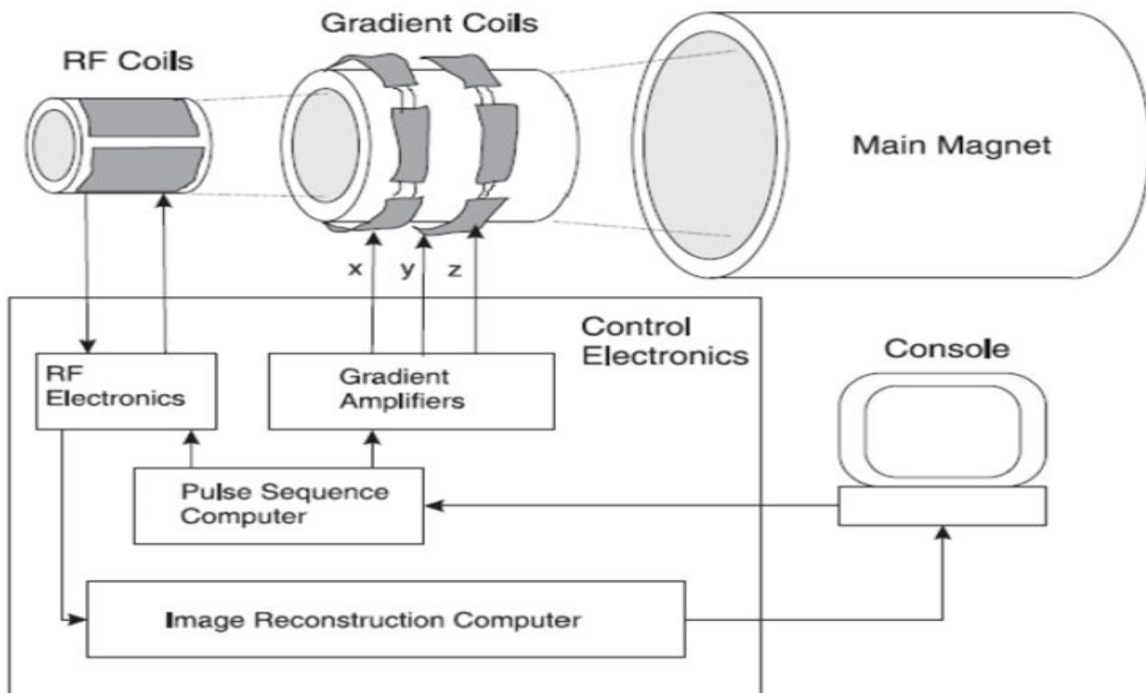 Gradient Coils
RF Coils
Main Magnet
x
y
z
Control
Electronics
Console
RF
Electronics
Gradient
Amplifiers
Pulse Sequence
Computer
Image Reconstruction Computer